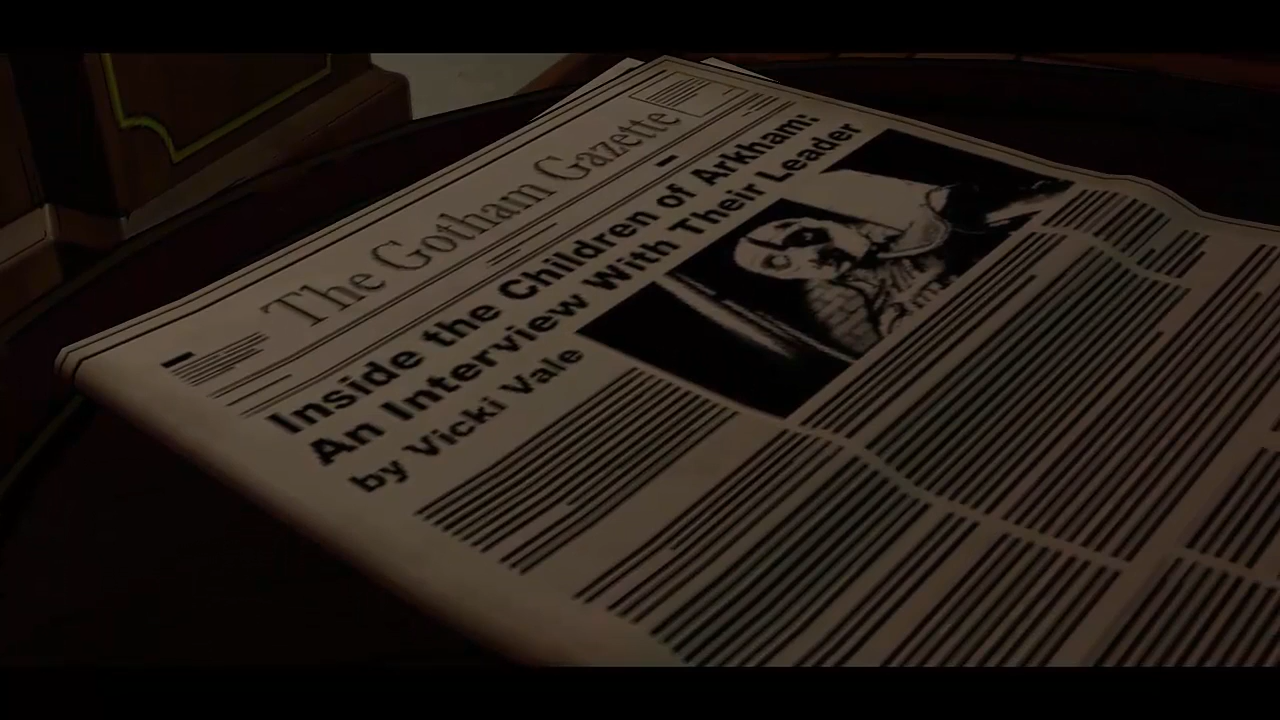 The Gotham Gazette
Inside the Children of Arkham:
An Interview With Their Leader
by Vicki Vale